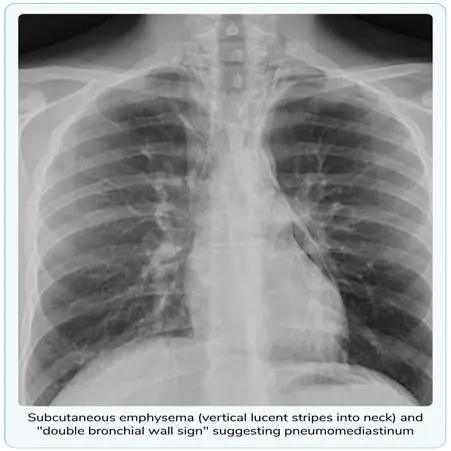 Subcutaneous emphysema (vertical lucent stripes into neck) and
"double bronchial wall sign" suggesting pneumomediastinum